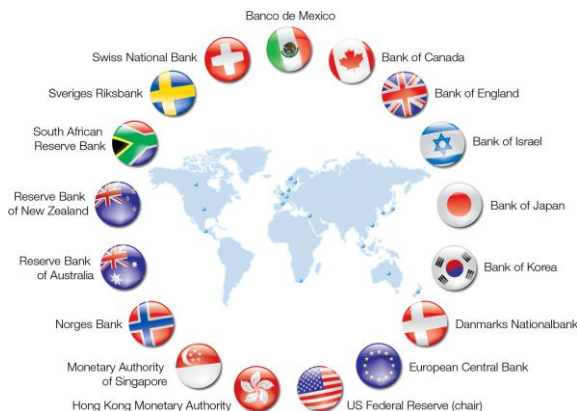 Banco de Mexico
Swiss National Bank
Bank of Canada
Sveriges Riksbank
Bank of England
South African
Reserve Bank
Bank of Israel
Reserve Bank
of New Zealand
Bank of Japan
Reserve Bank
of Australia
Bank of Korea
Norges Bank
Danmarks Nationalbank
Monetary Authority
of Singapore
European Central Bank
Hong Kong Monetary Authority
US Federal Reserve (chair)